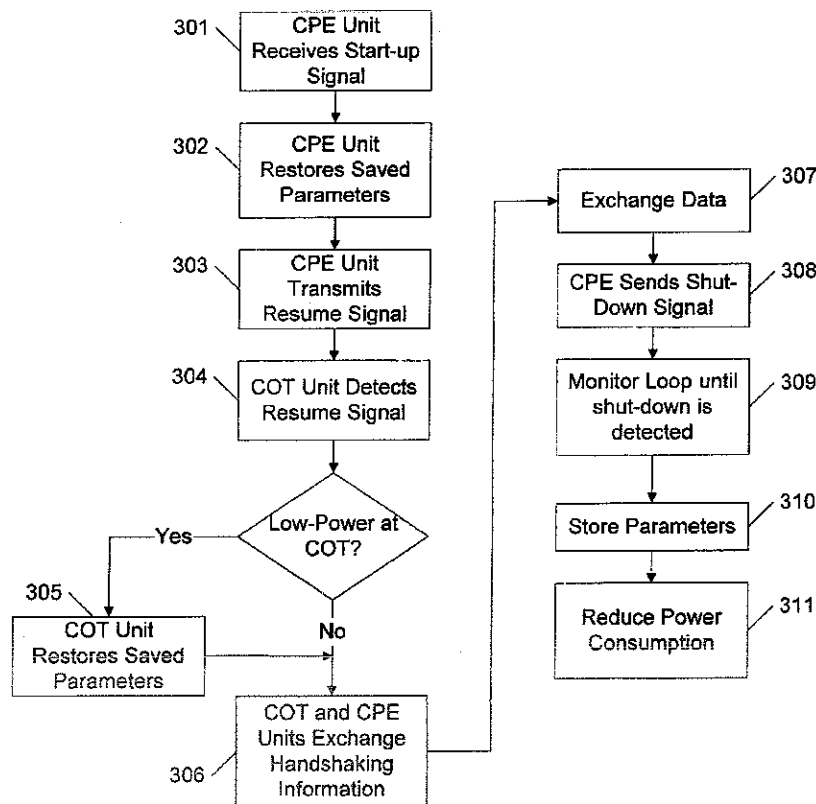 301
CPE Unit
Receives Start-up
Signal
302
CPE Unit
Restores Saved
Parameters
303
CPE Unit
Transmits
Resume Signal
304
COT Unit Detects
Resume Signal
Low-Power at
COT?
Yes
No
305
COT Unit
Restores Saved
Parameters
306
COT and CPE
Units Exchange
Handshaking
Information
Exchange Data
307
CPE Sends Shut-
Down Signal
308
Monitor Loop until
shut-down is
detected
309
Store Parameters
310
Reduce Power
Consumption
311